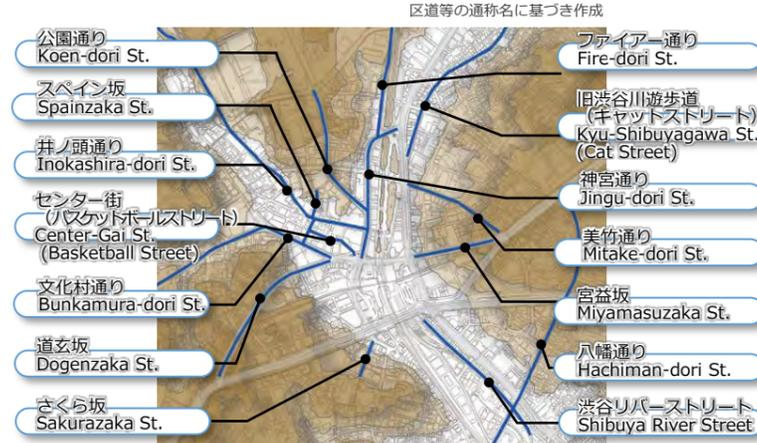 区道等の通称名に基づき作成
公園通り
Koen-dori St.
スペイン坂
Spainzaka St.
井ノ頭通り
Inokashira-dori St.
センター街
（バスケットボールストリート）
Center-Gai St.
(Basketball Street)
文化村通り
Bunkamura-dori St.
道玄坂
Dogenzaka St.
さくら坂
Sakurazaka St.
ファイアー通り
Fire-dori St.
旧渋谷川遊歩道
（キャットストリート）
Kyu-Shibuyagawa St.
(Cat Street)
神宮通り
Jingu-dori St.
美竹通り
Mitake-dori St.
宮益坂
Miyamasuzaka St.
八幡通り
Hachiman-dori St.
渋谷リバーストリート
Shibuya River Street